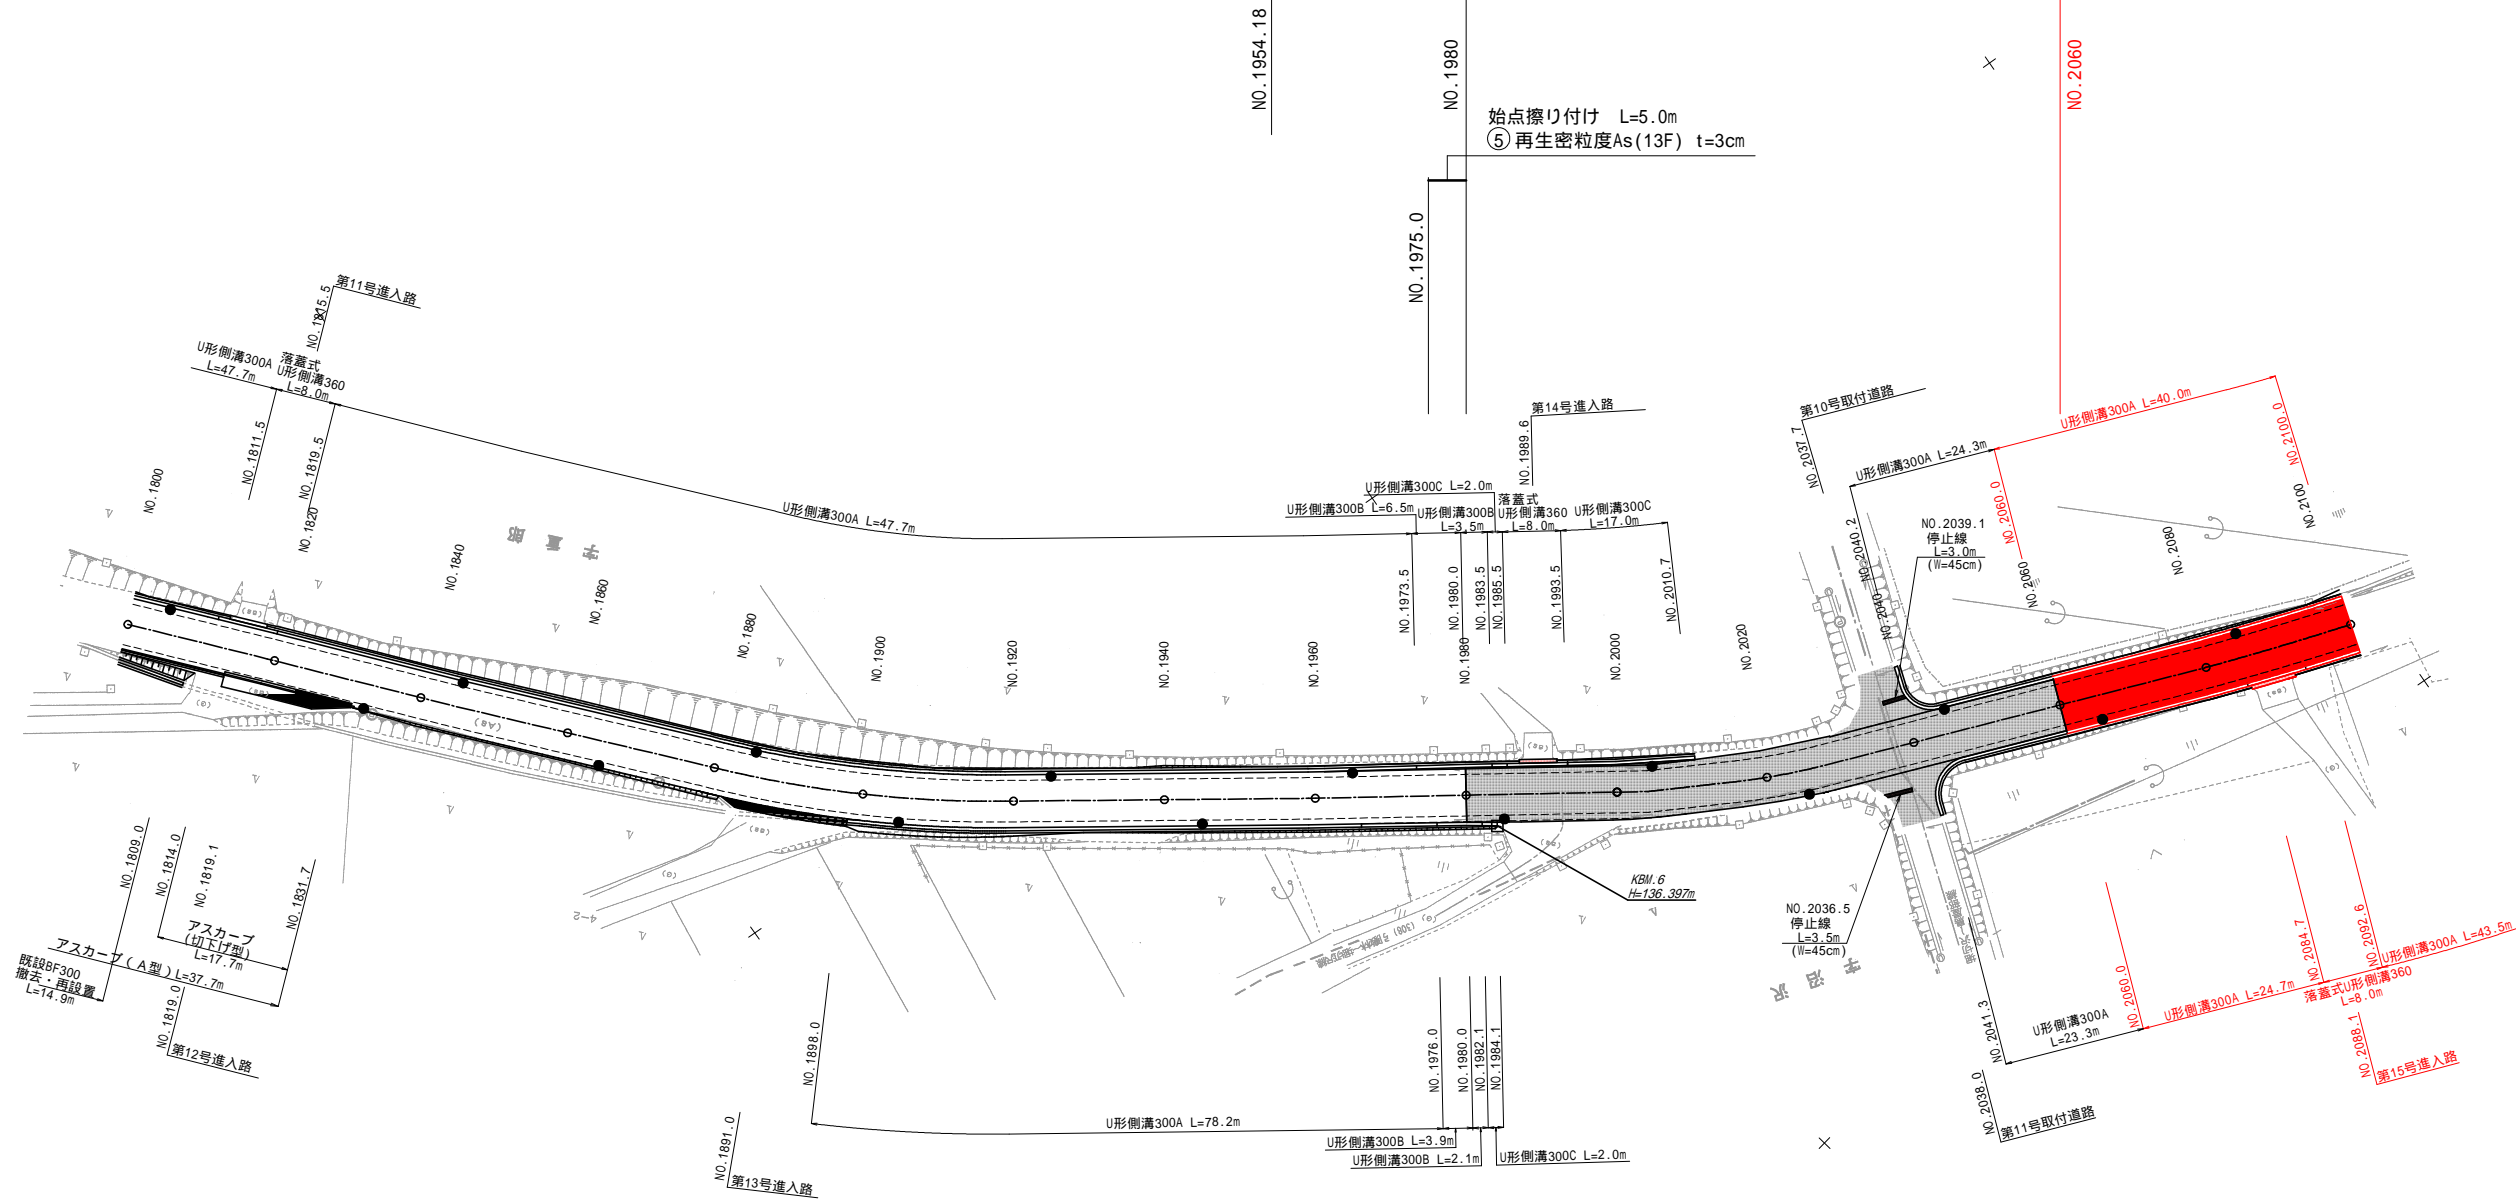 NO.1954.18
NO.1980
NO.2060
始点擦り付け L=5.0m
⑤再生密粒度As(13F) t=3cm
NO.1975.0
第11号進入路
NO.1815.5
U形側溝300A
L=47.7m
落蓋式
U形側溝360
L=8.0m
NO.1811.5
NO.1819.5
U形側溝300A L=47.7m
第14号進入路
NO.1989.6
U形側溝300C L=2.0m
U形側溝300B L=6.5m
U形側溝300B
L=3.5m
落蓋式
U形側溝360
L=8.0m
U形側溝300C
L=17.0m
NO.1973.5
NO.1980.0
NO.1983.5
NO.1985.5
NO.1993.5
NO.2010.7
第10号取付道路
NO.2037.7
U形側溝300A L=24.3m
U形側溝300A L=40.0m
NO.2040.2
NO.2060.0
NO.2100.0
NO.2039.1
停止線
L=3.0m
(W=45cm)
NO.1800
NO.1820
NO.1840
NO.1860
NO.1880
NO.1900
NO.1920
NO.1940
NO.1960
NO.1980
NO.2000
NO.2020
NO.2040
NO.2060
NO.2080
NO.2100
字重郎
(As)
KBM.6
H=136.397m
NO.2036.5
停止線
L=3.5m
(W=45cm)
字沼沢
4-2
NO.1809.0
NO.1814.0
NO.1819.1
NO.1831.7
アスカーブ
(切下げ型)
L=17.7m
アスカーブ(A型)L=37.7m
既設BF300
撤去・再設置
L=14.9m
NO.1819.0
第12号進入路
NO.1898.0
U形側溝300A L=78.2m
NO.1891.0
第13号進入路
NO.1976.0
NO.1980.0
NO.1982.1
NO.1984.1
U形側溝300B L=3.9m
U形側溝300B L=2.1m
U形側溝300C L=2.0m
NO.2041.3
U形側溝300A
L=23.3m
NO.2038.0
第11号取付道路
NO.2060.0
U形側溝300A L=24.7m
NO.2084.7
NO.2092.6
U形側溝300A L=43.5m
落蓋式U形側溝360
L=8.0m
NO.2088.1
第15号進入路